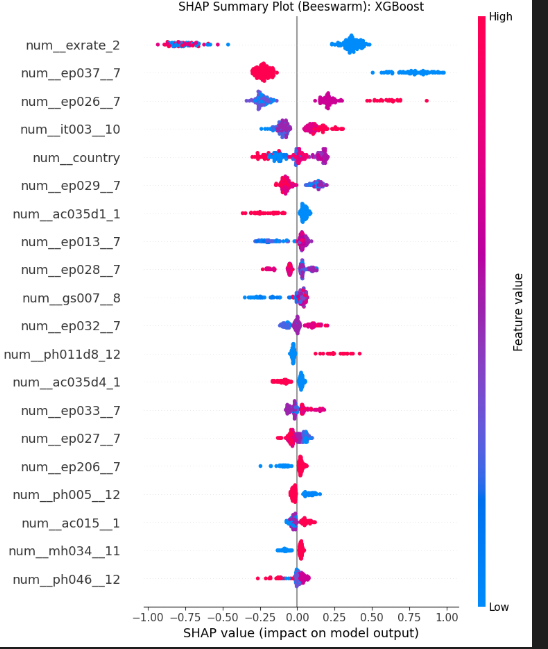 SHAP Summary Plot (Beeswarm): XGBoost
High
num__exrate_2
num__ep037__7
num__ep026__7
num__it003__10
num__country
num__ep029__7
num__ac035d1_1
num__ep013__7
num__ep028__7
num__gs007__8
num__ep032__7
num__ph011d8_12
num__ac035d4_1
num__ep033__7
num__ep027__7
num__ep206__7
num__ph005__12
num__ac015__1
num__mh034__11
num__ph046__12
Feature value
Low
−1.00 −0.75 −0.50 −0.25 0.00 0.25 0.50 0.75 1.00
SHAP value (impact on model output)